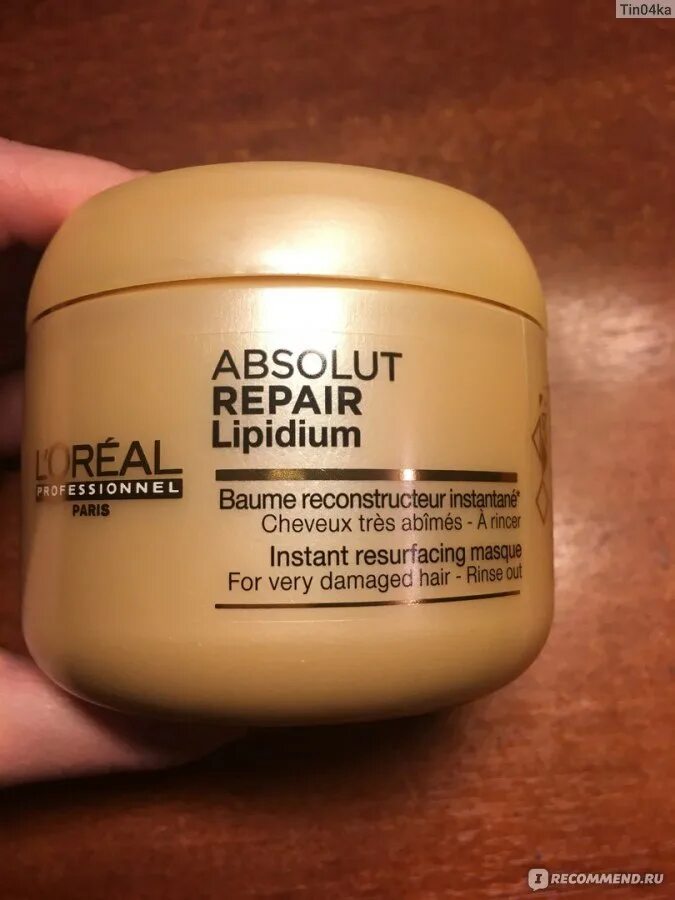 Tin04ka
ABSOLUT
REPAIR
Lipidium
L'ORÉAL
PROFESSIONNEL
PARIS
Baume reconstructeur instantané*
Cheveux très abîmés - À rincer
Instant resurfacing masque
For very damaged hair - Rinse out
IRECOMMEND.RU